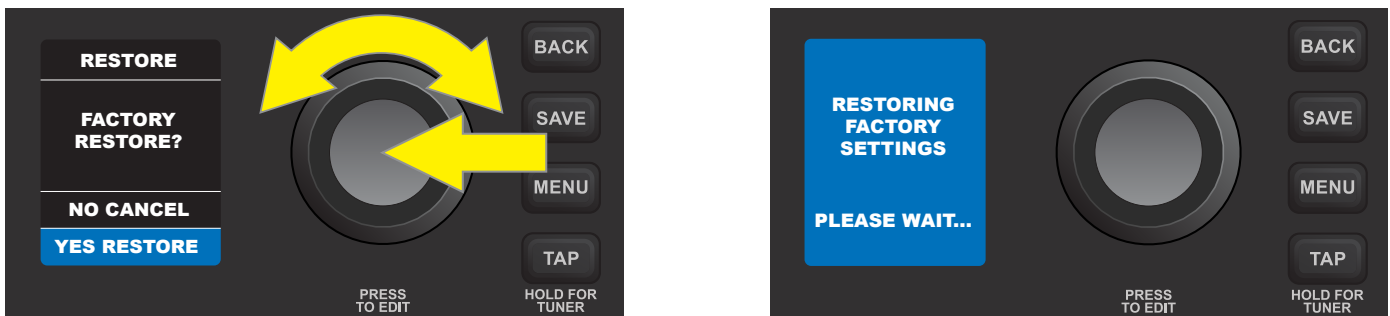 RESTORE
FACTORY
RESTORE?
NO CANCEL
YES RESTORE
BACK
SAVE
MENU
TAP
PRESS
TO EDIT
HOLD FOR
TUNER
RESTORING
FACTORY
SETTINGS
PLEASE WAIT...
BACK
SAVE
MENU
TAP
PRESS
TO EDIT
HOLD FOR
TUNER